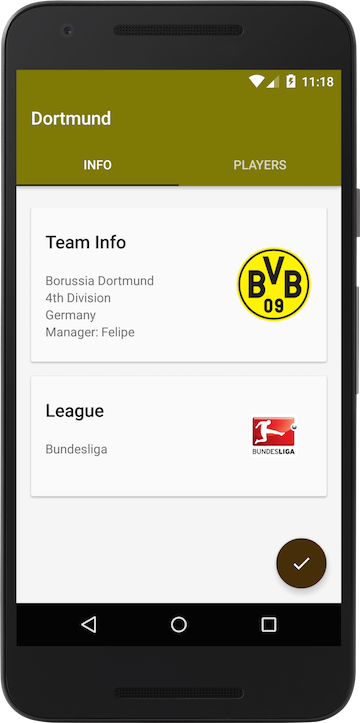 11:18
Dortmund
INFO
PLAYERS
Team Info
Borussia Dortmund
4th Division
Germany
Manager: Felipe
BVB
09
League
Bundesliga
BUNDESLIGA